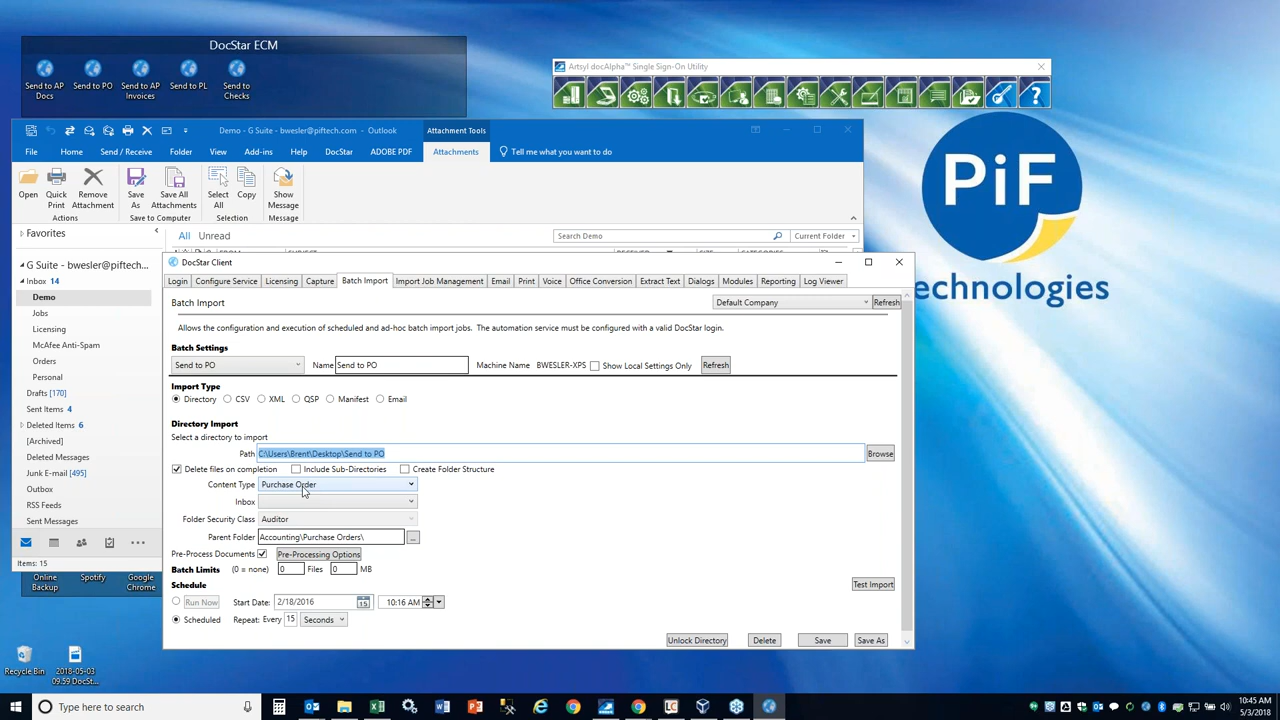 DocStar ECM
Send to AP Docs
Send to PO
Send to AP Invoices
Send to PL
Send to Checks
Artsyl docAlpha™ Single Sign-On Utility
PiF
echnologies
Demo - G Suite - bwesler@piftech.com - Outlook
Attachment Tools
File Home Send / Receive Folder View Add-ins Help DocStar ADOBE PDF Attachments Tell me what you want to do
Open
Quick Print
Remove Attachment
Save As
Save All Attachments
Select All
Copy
Show Message
Actions Save to Computer Selection Message
Favorites
All Unread
Search Demo
Current Folder
G Suite - bwesler@piftech...
Inbox 14
Demo
Jobs
Licensing
McAfee Anti-Spam
Orders
Personal
Drafts [170]
Sent Items 4
Deleted Items 6
[Archived]
Deleted Messages
Junk E-mail [495]
Outbox
RSS Feeds
Sent Messages
Items: 15
DocStar Client
Login Configure Service Licensing Capture Batch Import Import Job Management Email Print Voice Office Conversion Extract Text Dialogs Modules Reporting Log Viewer
Batch Import
Default Company Refresh
Allows the configuration and execution of scheduled and ad-hoc batch import jobs. The automation service must be configured with a valid DocStar login.
Batch Settings
Send to PO Name Send to PO Machine Name BWESLER-XPS Show Local Settings Only Refresh
Import Type
Directory CSV XML QSP Manifest Email
Directory Import
Select a directory to import
Path C:\Users\Brent\Desktop\Send to PO Browse
Delete files on completion Include Sub-Directories Create Folder Structure
Content Type Purchase Order
Inbox
Folder Security Class Auditor
Parent Folder Accounting\Purchase Orders\ ...
Pre-Process Documents Pre-Processing Options
Batch Limits (0 = none) 0 Files 0 MB
Schedule
Test Import
Run Now Start Date: 2/18/2016 15 10:16 AM
Scheduled Repeat: Every 15 Seconds
Unlock Directory Delete Save Save As
Online Backup
Spotify
Google Chrome
Recycle Bin
2018-05-03 09.59 DocSt...
Type here to search
10:45 AM
5/3/2018